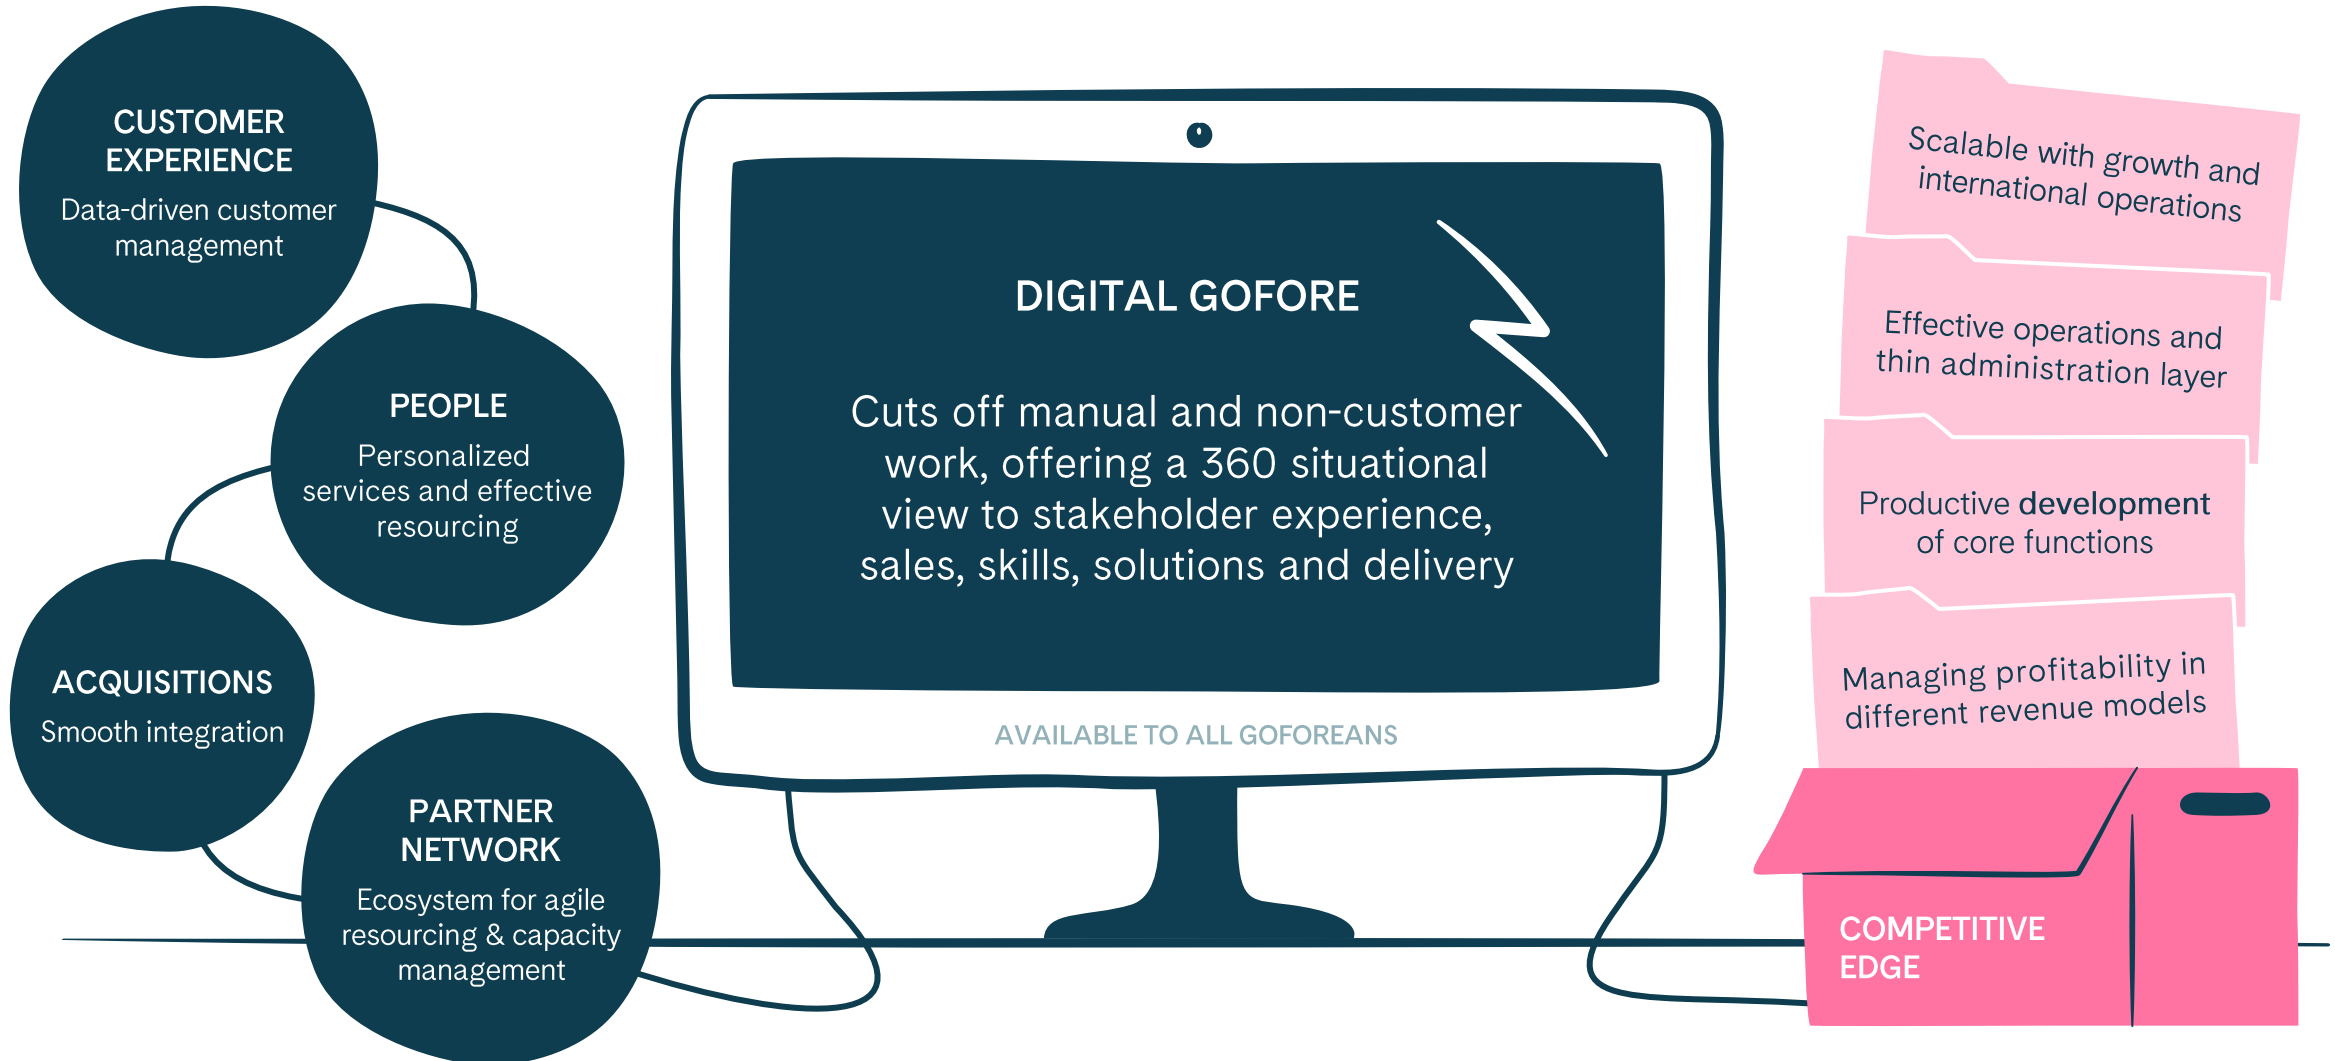 CUSTOMER
EXPERIENCE
Data-driven customer
management
PEOPLE
Personalized
services and effective
resourcing
ACQUISITIONS
Smooth integration
PARTNER
NETWORK
Ecosystem for agile
resourcing & capacity
management
DIGITAL GOFORE
Cuts off manual and non-customer
work, offering a 360 situational
view to stakeholder experience,
sales, skills, solutions and delivery
AVAILABLE TO ALL GOFOREANS
Scalable with growth and
international operations
Effective operations and
thin administration layer
Productive development
of core functions
Managing profitability in
different revenue models
COMPETITIVE
EDGE